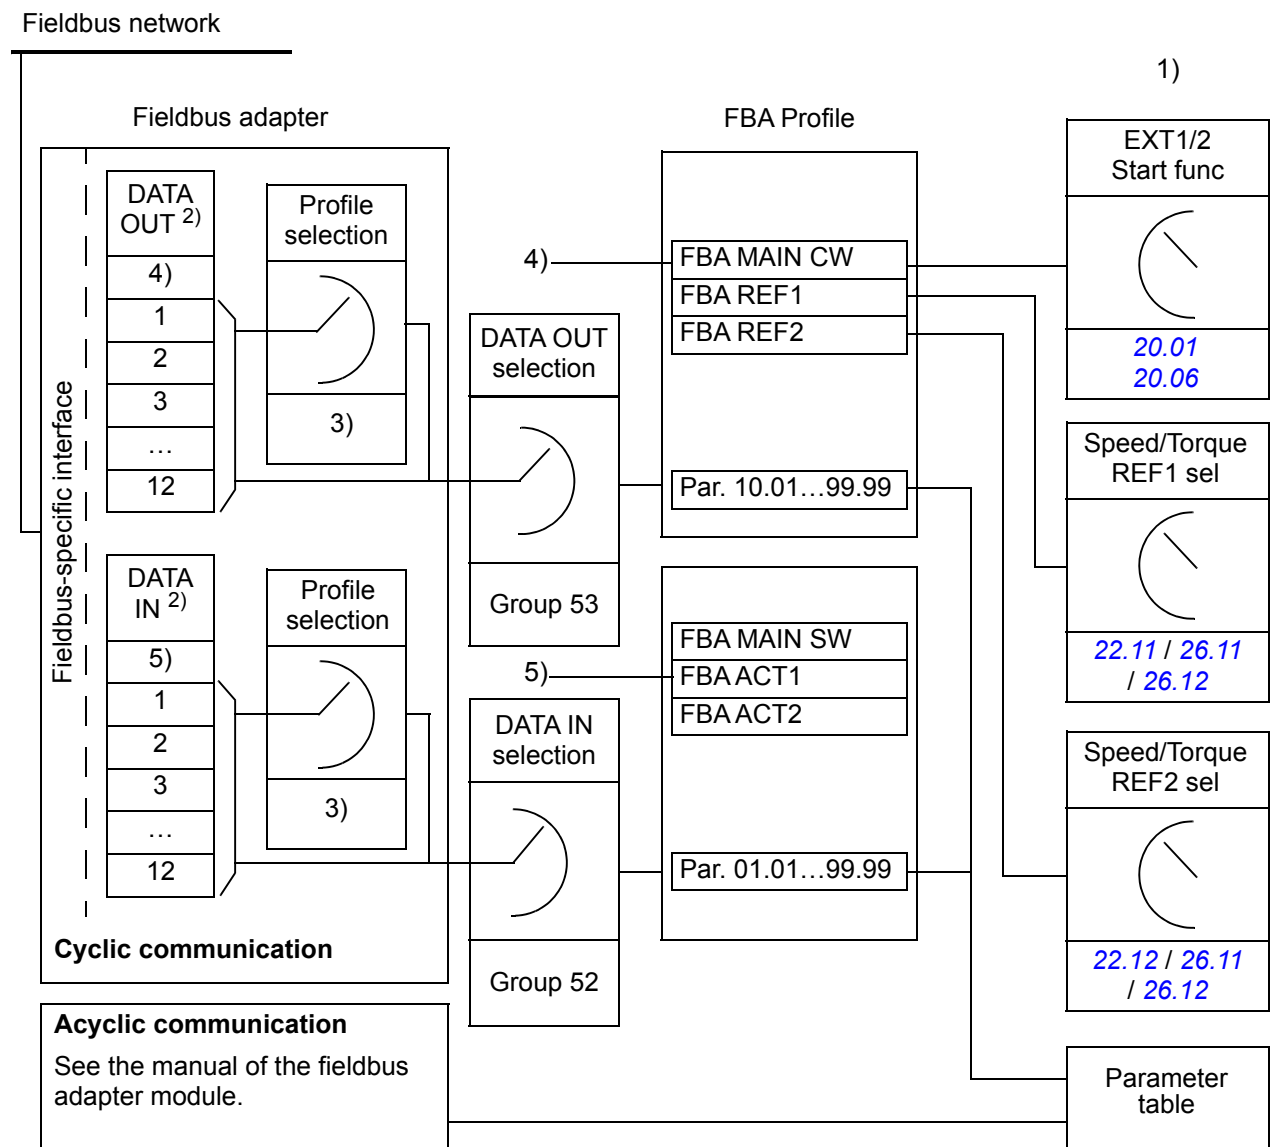 Fieldbus network
1)
Fieldbus adapter
FBA Profile
Fieldbus-specific interface
DATA
OUT 2)
4)
1
2
3
…
12
Profile
selection
3)
DATA
IN 2)
5)
1
2
3
…
12
Profile
selection
3)
Cyclic communication
4)
DATA OUT
selection
Group 53
5)
DATA IN
selection
Group 52
FBA MAIN CW
FBA REF1
FBA REF2
Par. 10.01…99.99
FBA MAIN SW
FBA ACT1
FBA ACT2
Par. 01.01…99.99
EXT1/2
Start func
20.01
20.06
Speed/Torque
REF1 sel
22.11 / 26.11
/ 26.12
Speed/Torque
REF2 sel
22.12 / 26.11
/ 26.12
Acyclic communication
See the manual of the fieldbus
adapter module.
Parameter
table